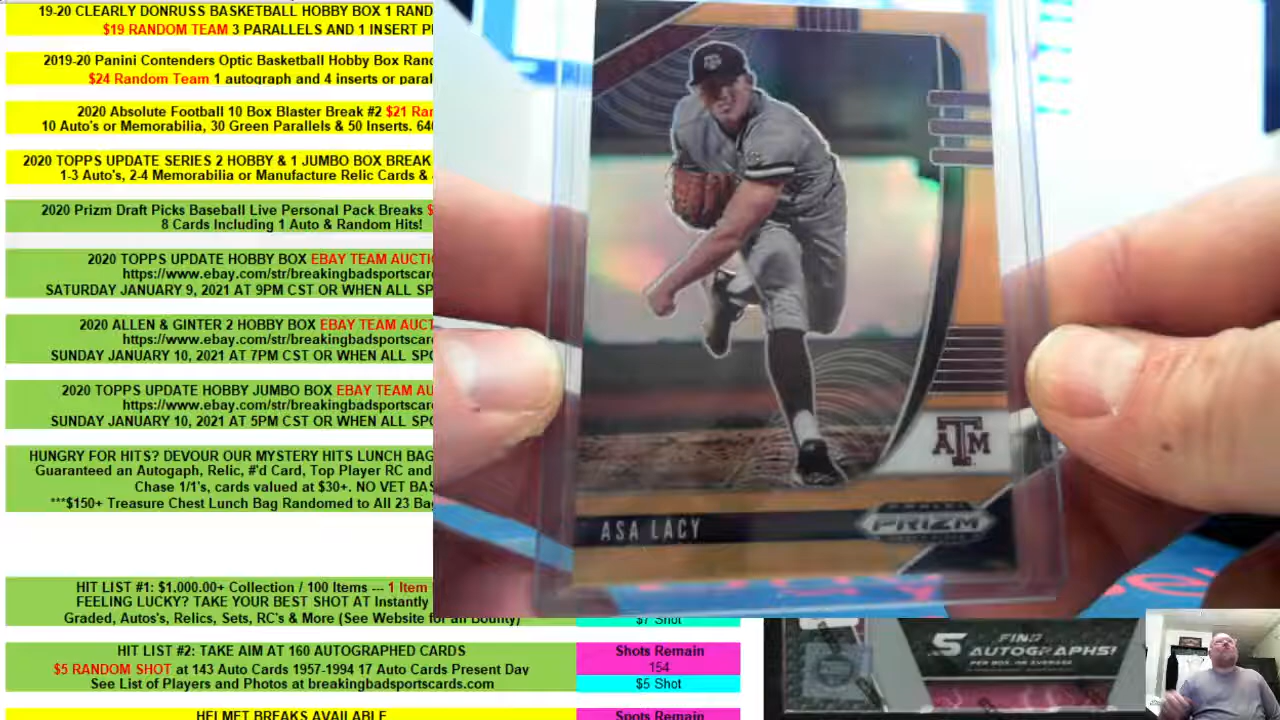 19-20 CLEARLY DONRUSS BASKETBALL HOBBY BOX 1 RAND
$19 RANDOM TEAM 3 PARALLELS AND 1 INSERT P
2019-20 Panini Contenders Optic Basketball Hobby Box Rand
$24 Random Team 1 autograph and 4 inserts or paral
2020 Absolute Football 10 Box Blaster Break #2 $21 Ran
10 Auto's or Memorabilia, 30 Green Parallels & 50 Inserts. 640
2020 TOPPS UPDATE SERIES 2 HOBBY & 1 JUMBO BOX BREAK
1-3 Auto's, 2-4 Memorabilia or Manufacture Relic Cards &
2020 Prizm Draft Picks Baseball Live Personal Pack Breaks $
8 Cards Including 1 Auto & Random Hits!
2020 TOPPS UPDATE HOBBY BOX EBAY TEAM AUCTI
https://www.ebay.com/str/breakingbadsportscar
SATURDAY JANUARY 9, 2021 AT 9PM CST OR WHEN ALL SP
2020 ALLEN & GINTER 2 HOBBY BOX EBAY TEAM AUCT
https://www.ebay.com/str/breakingbadsportscar
SUNDAY JANUARY 10, 2021 AT 7PM CST OR WHEN ALL SPO
2020 TOPPS UPDATE HOBBY JUMBO BOX EBAY TEAM AU
https://www.ebay.com/str/breakingbadsportscar
SUNDAY JANUARY 10, 2021 AT 5PM CST OR WHEN ALL SPO
HUNGRY FOR HITS? DEVOUR OUR MYSTERY HITS LUNCH BAG
Guaranteed an Autogaph, Relic, #'d Card, Top Player RC and
Chase 1/1's, cards valued at $30+. NO VET BAS
***$150+ Treasure Chest Lunch Bag Randomed to All 23 Bag
HIT LIST #1: $1,000.00+ Collection / 100 Items --- 1 Item
FEELING LUCKY? TAKE YOUR BEST SHOT AT Instantly
Graded, Autos's, Relics, Sets, RC's & More (See Website for all Bounty)
$7 Shot
HIT LIST #2: TAKE AIM AT 160 AUTOGRAPHED CARDS
$5 RANDOM SHOT at 143 Auto Cards 1957-1994 17 Auto Cards Present Day
See List of Players and Photos at breakingbadsportscards.com
Shots Remain
154
$5 Shot
HELMET BREAKS AVAILABLE
Spots Remain
ATM
ASA LACY
PRIZM
5 FIND AUTOGRAPHS!
PER BOX, ON AVERAGE